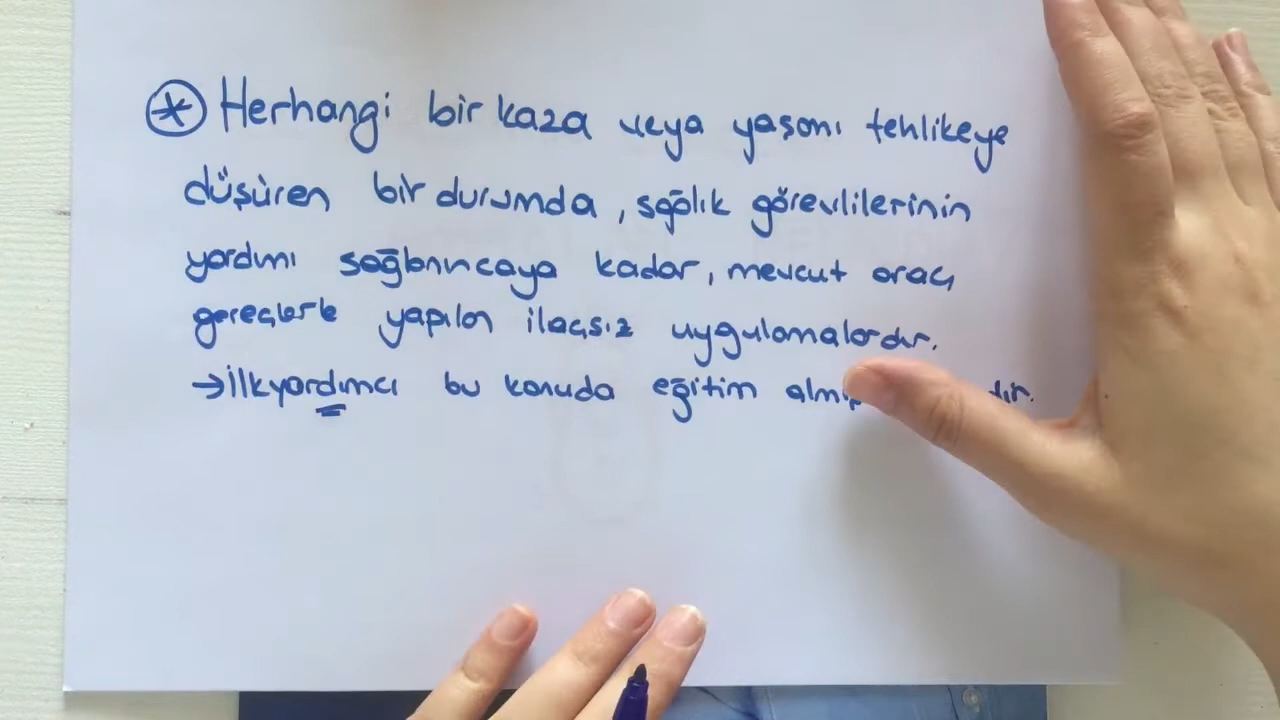 * Herhangi bir kaza veya yaşamı tehlikeye
düşüren bir durumda, sağlık görevlilerinin
yardımı sağlanıncaya kadar, mevcut araç
gereçlerle yapılan ilaçsız uygulamalardır.
→İlkyardımcı bu konuda eğitim almış